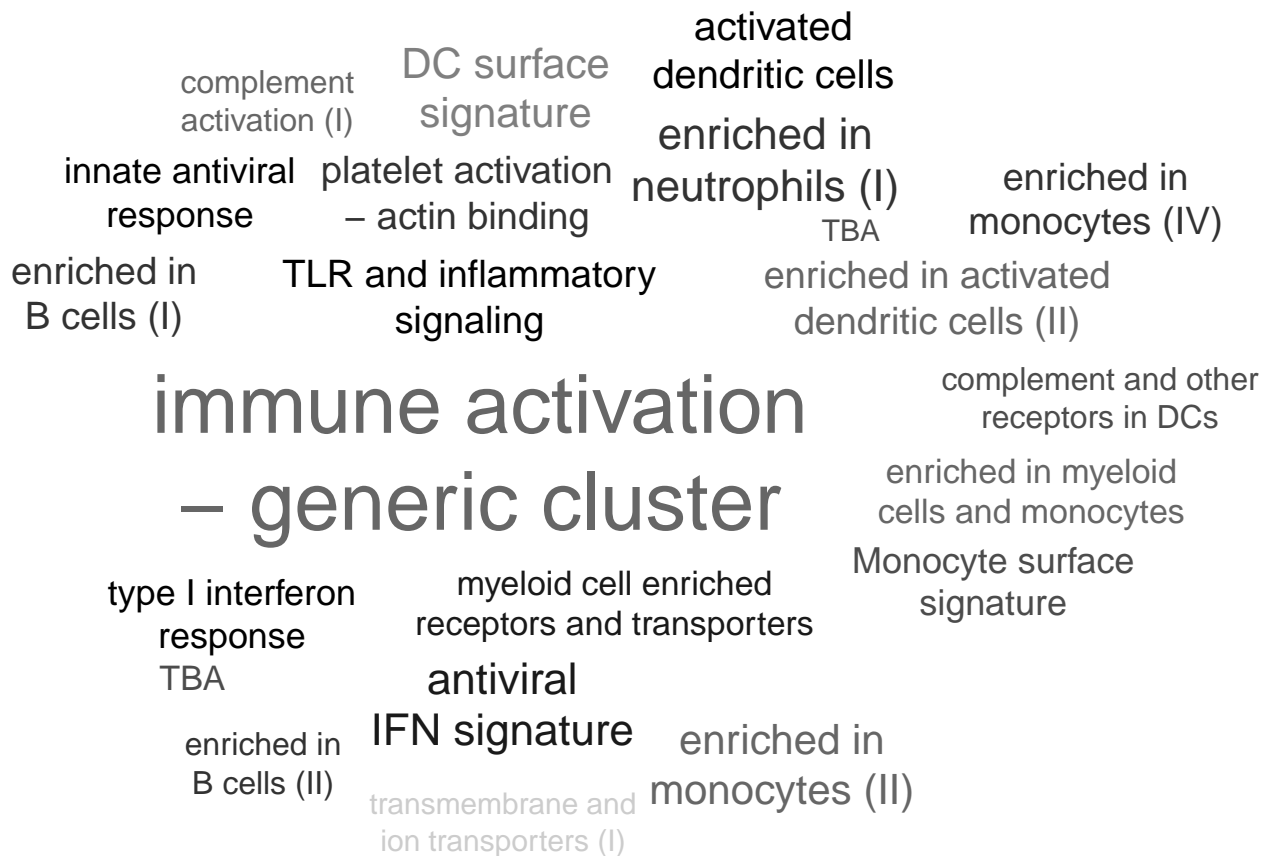 activated
dendritic cells
DC surface
signature
complement
activation (I)
enriched in
neutrophils (I)
innate antiviral
response
platelet activation
– actin binding
enriched in
monocytes (IV)
TBA
enriched in
B cells (I)
TLR and inflammatory
signaling
enriched in activated
dendritic cells (II)
immune activation
– generic cluster
complement and other
receptors in DCs
enriched in myeloid
cells and monocytes
Monocyte surface
signature
type I interferon
response
myeloid cell enriched
receptors and transporters
TBA
antiviral
IFN signature
enriched in
B cells (II)
enriched in
monocytes (II)
transmembrane and
ion transporters (I)